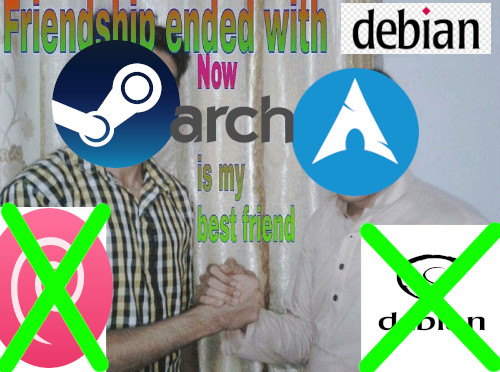 Friendship ended with debian
Now
arch
is my
best friend
debian